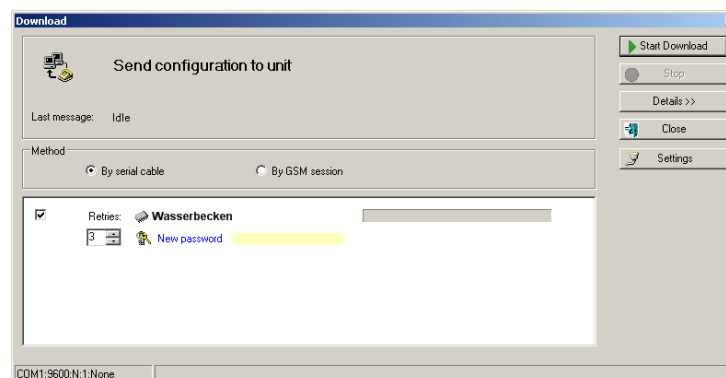 Download
Send configuration to unit
Last message: Idle
Method
By serial cable By GSM session
Retries: Wasserbecken
3 New password
Start Download
Stop
Details >>
Close
Settings
COM1:9600:N:1:None